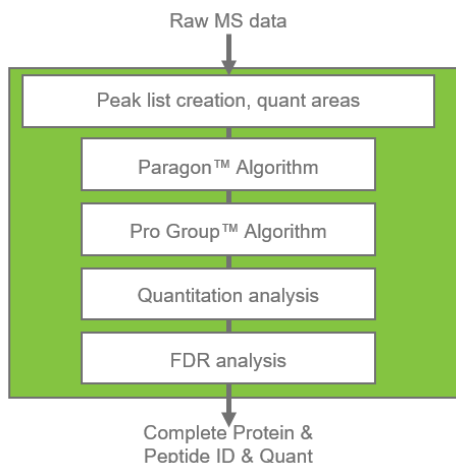 Raw MS data
Peak list creation, quant areas
Paragon™ Algorithm
Pro Group™ Algorithm
Quantitation analysis
FDR analysis
Complete Protein &
Peptide ID & Quant